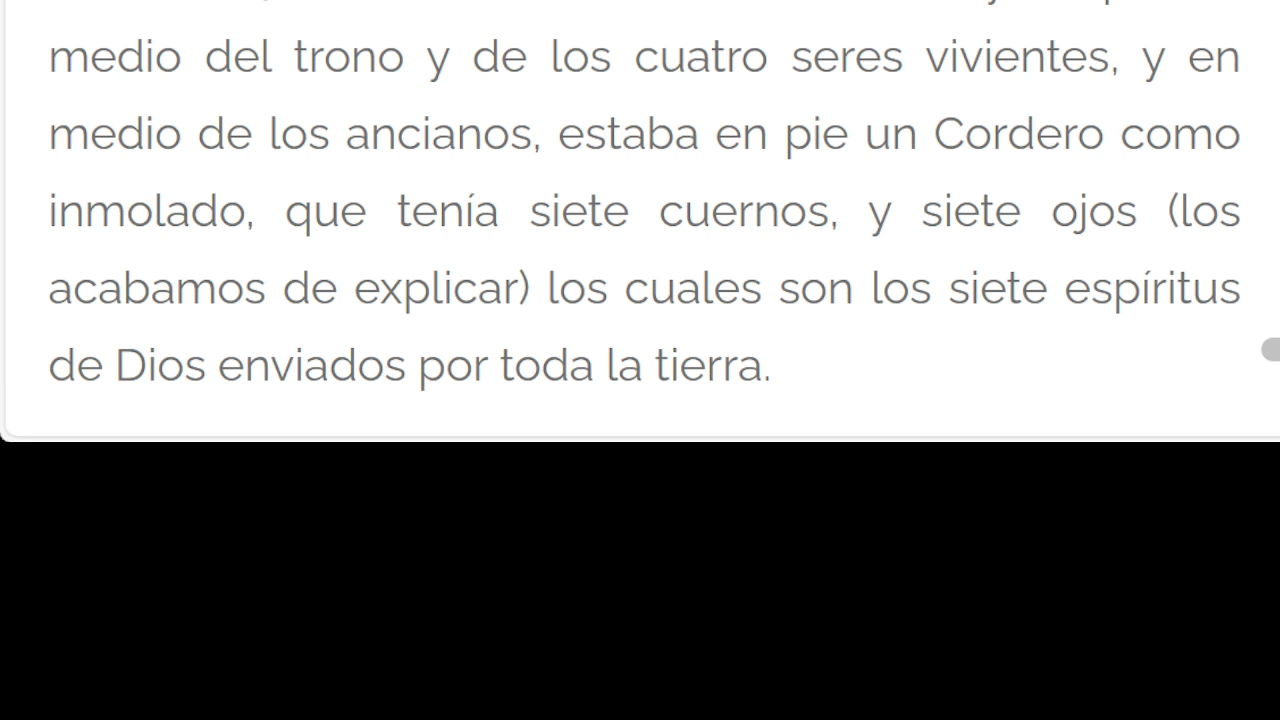 medio del trono y de los cuatro seres vivientes, y en
medio de los ancianos, estaba en pie un Cordero como
inmolado, que tenía siete cuernos, y siete ojos (los
acabamos de explicar) los cuales son los siete espíritus
de Dios enviados por toda la tierra.